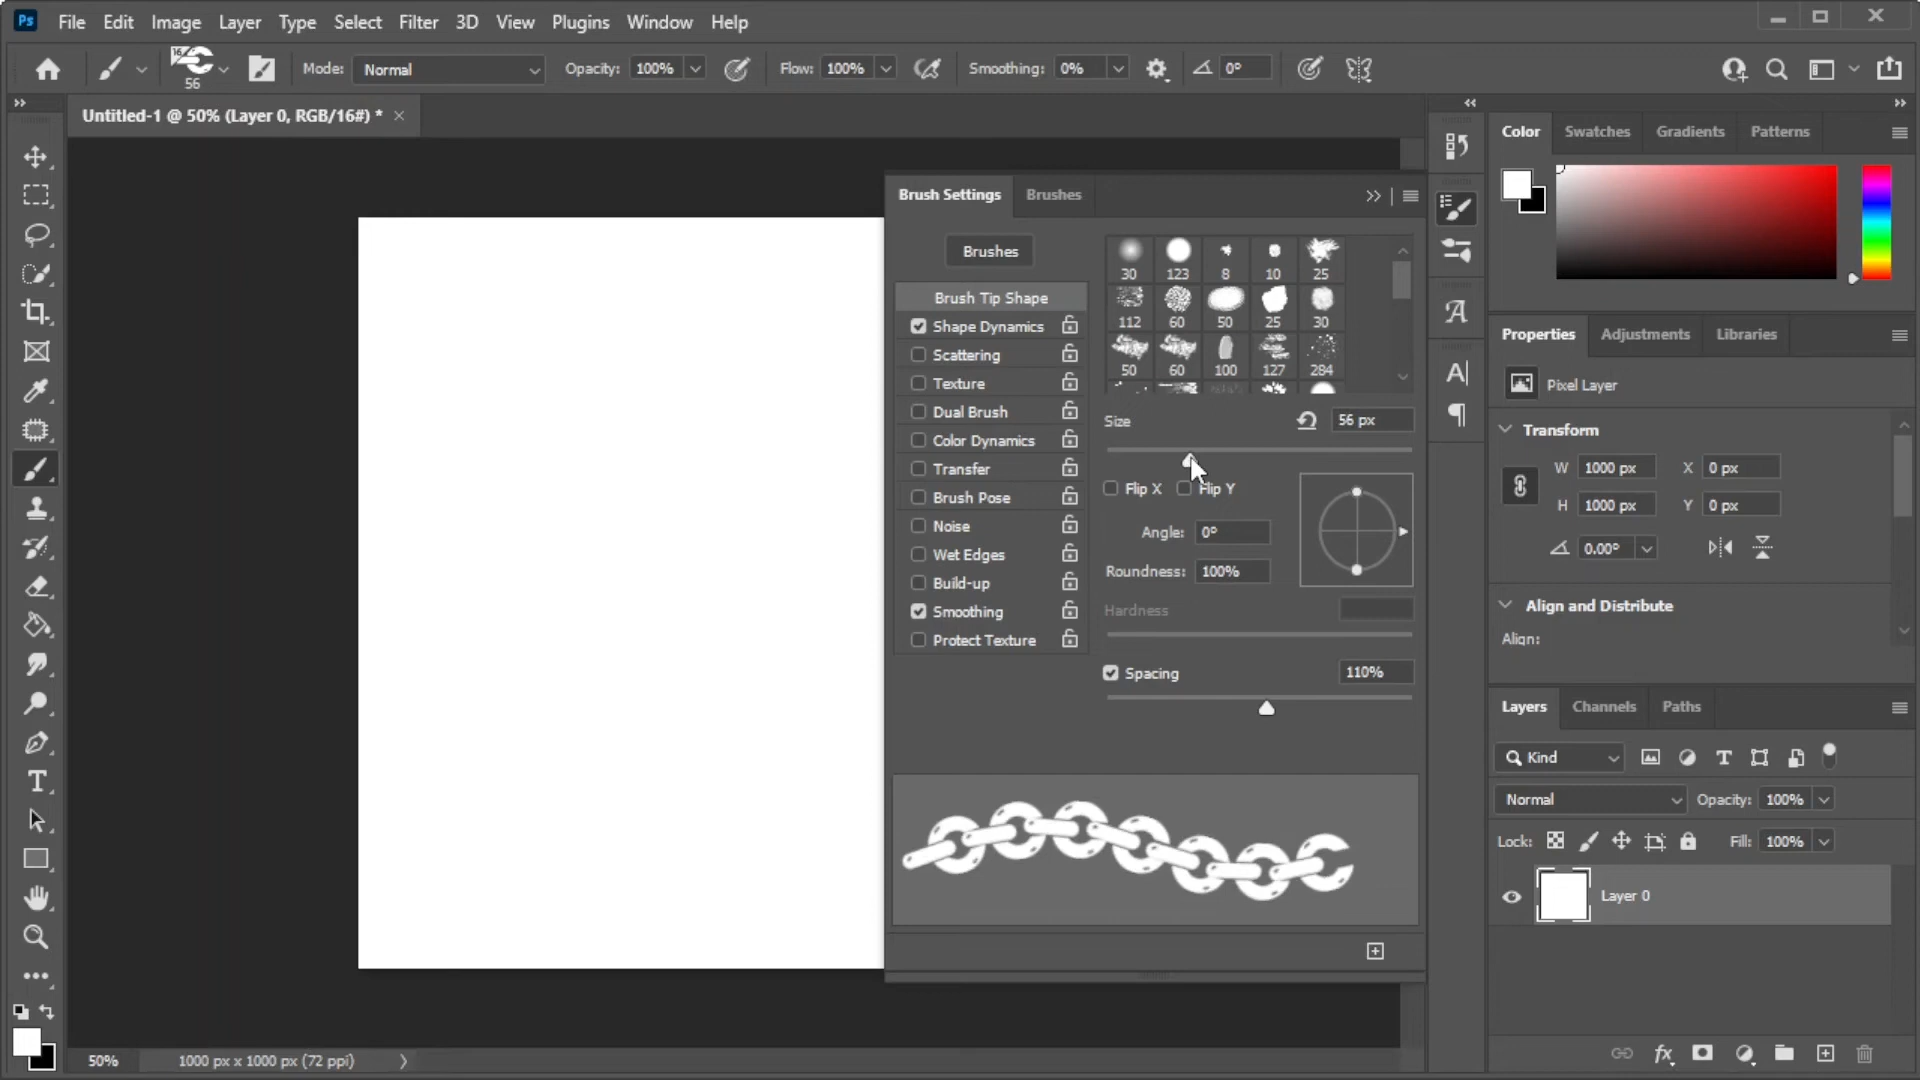 Ps File Edit Image Layer Type Select Filter 3D View Plugins Window Help
56 Mode: Normal Opacity: 100% Flow: 100% Smoothing: 0% 0°
Untitled-1 @ 50% (Layer 0, RGB/16#) *
Brush Settings Brushes
Brushes
Brush Tip Shape
Shape Dynamics
Scattering
Texture
Dual Brush
Color Dynamics
Transfer
Brush Pose
Noise
Wet Edges
Build-up
Smoothing
Protect Texture
30 123 8 10 25
112 60 50 25 30
50 60 100 127 284
Size 56 px
Flip X Flip Y
Angle: 0°
Roundness: 100%
Hardness
Spacing 110%
Color Swatches Gradients Patterns
Properties Adjustments Libraries
Pixel Layer
Transform
W 1000 px X 0 px
H 1000 px Y 0 px
0.00°
Align and Distribute
Align:
Layers Channels Paths
Kind
Normal Opacity: 100%
Lock: Fill: 100%
Layer 0
fx
50% 1000 px x 1000 px (72 ppi)